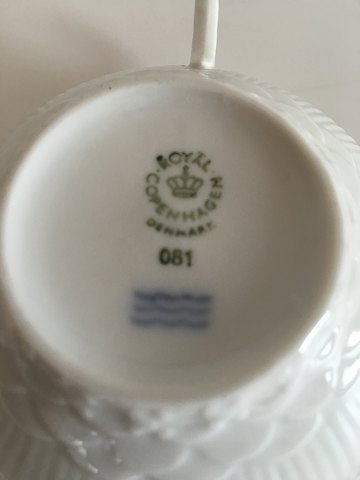 ROYAL
COPENHAGEN
DENMARK
081